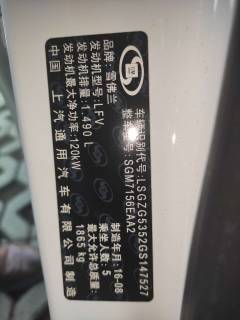 品牌：雪佛兰
发动机型号：LFV
发动机排量：1.490 L
发动机最大净功率：120kW
中国 上汽通用汽车有限公司制造
车辆识别代号：LSGZG5352GS147527
整车型号：SGM7156EAA2
制造年月：16-08
乘坐人数：5
最大允许总质量：1865 kg